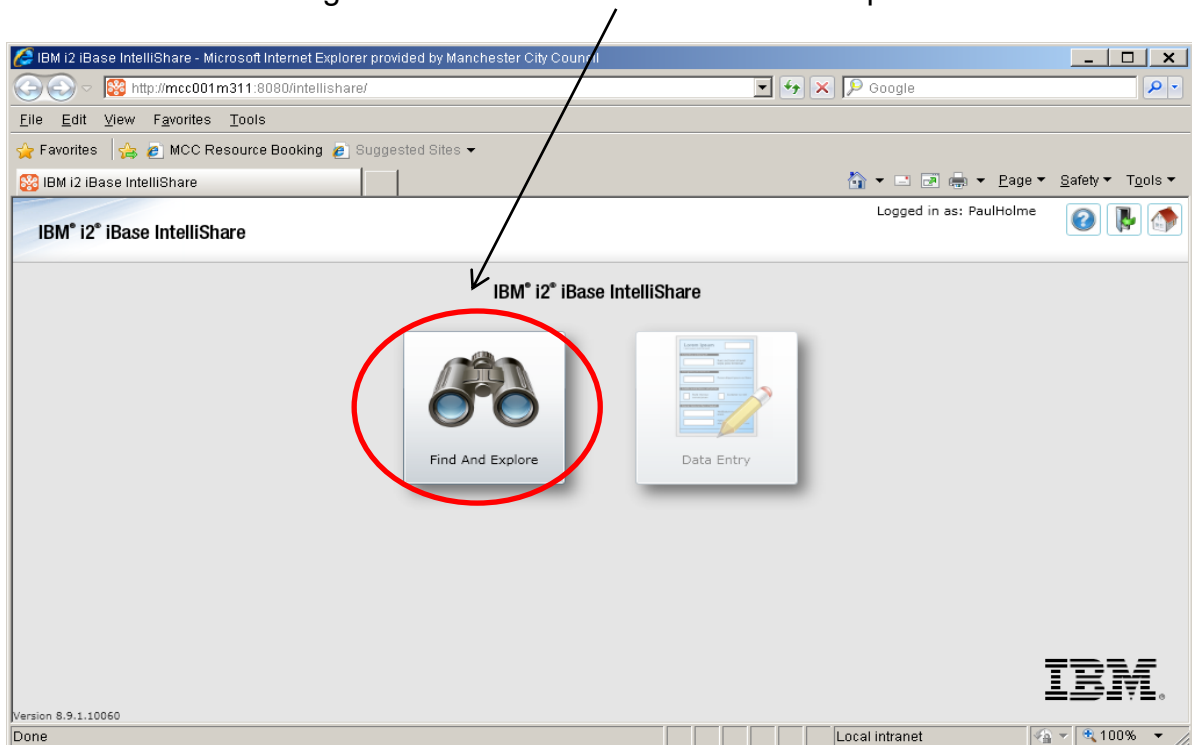 IBM i2 iBase IntelliShare - Microsoft Internet Explorer provided by Manchester City Council
http://mcc001m311:8080/intellishare/
Google
File Edit View Favorites Tools
Favorites MCC Resource Booking Suggested Sites
IBM i2 iBase IntelliShare
Page Safety Tools
Logged in as: PaulHolme
IBM® i2® iBase IntelliShare
IBM® i2® iBase IntelliShare
Find And Explore Data Entry
IBM®
Version 8.9.1.10060
Done Local intranet 100%